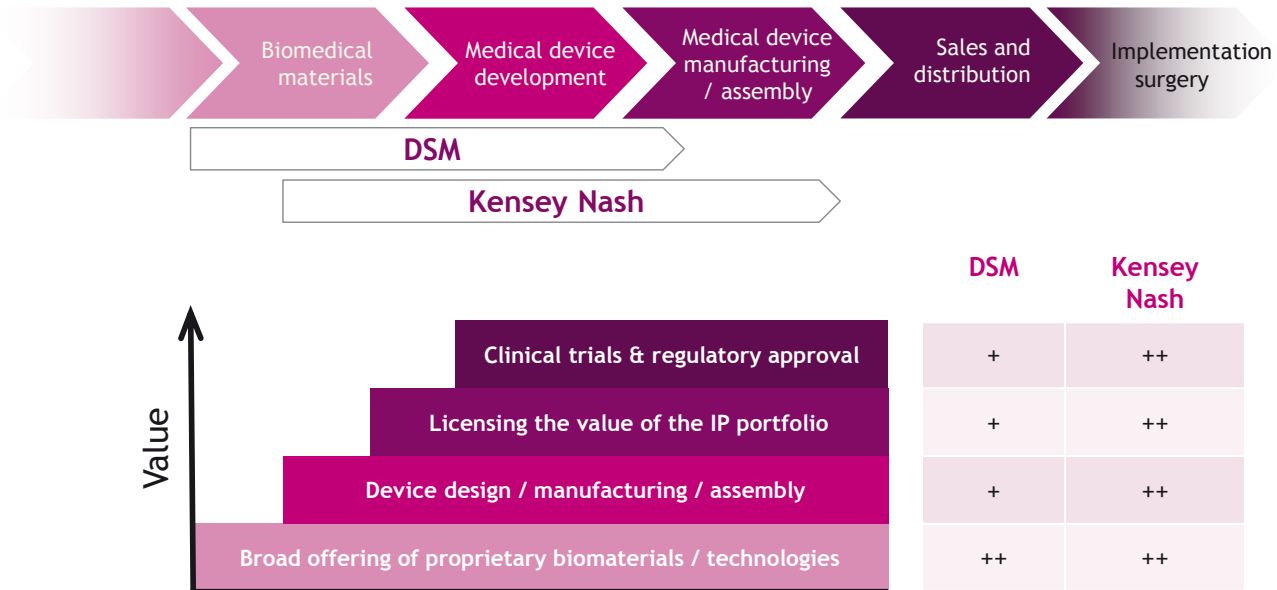 Biomedical
materials
Medical device
development
Medical device
manufacturing
/ assembly
Sales and
distribution
Implementation
surgery
DSM
Kensey Nash
DSM
Kensey
Nash
Value
Clinical trials & regulatory approval
+
++
Licensing the value of the IP portfolio
+
++
Device design / manufacturing / assembly
+
++
Broad offering of proprietary biomaterials / technologies
++
++